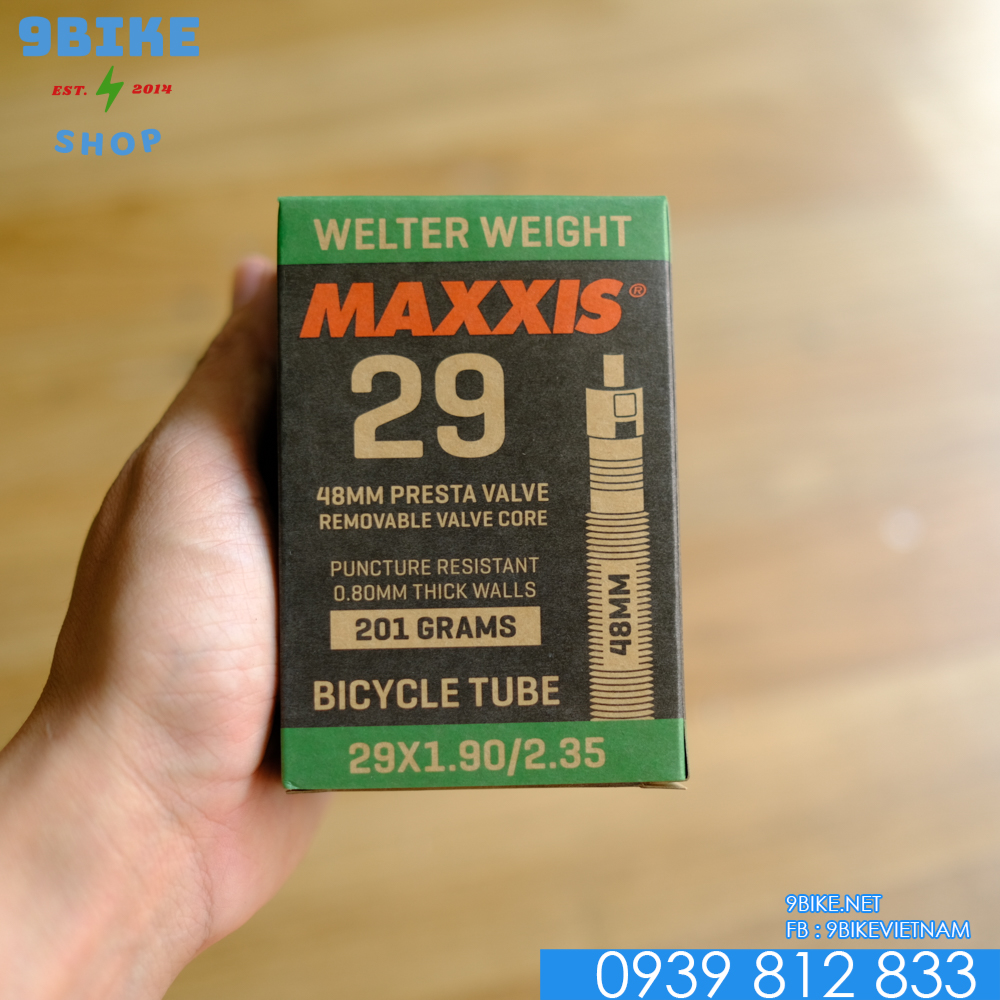 9BIKE
EST. 2014
SHOP
WELTER WEIGHT
MAXXIS®
29
48MM PRESTA VALVE
REMOVABLE VALVE CORE
PUNCTURE RESISTANT
0.80MM THICK WALLS
201 GRAMS
48MM
BICYCLE TUBE
29X1.90/2.35
9BIKE.NET
FB : 9BIKEVIETNAM
0939 812 833